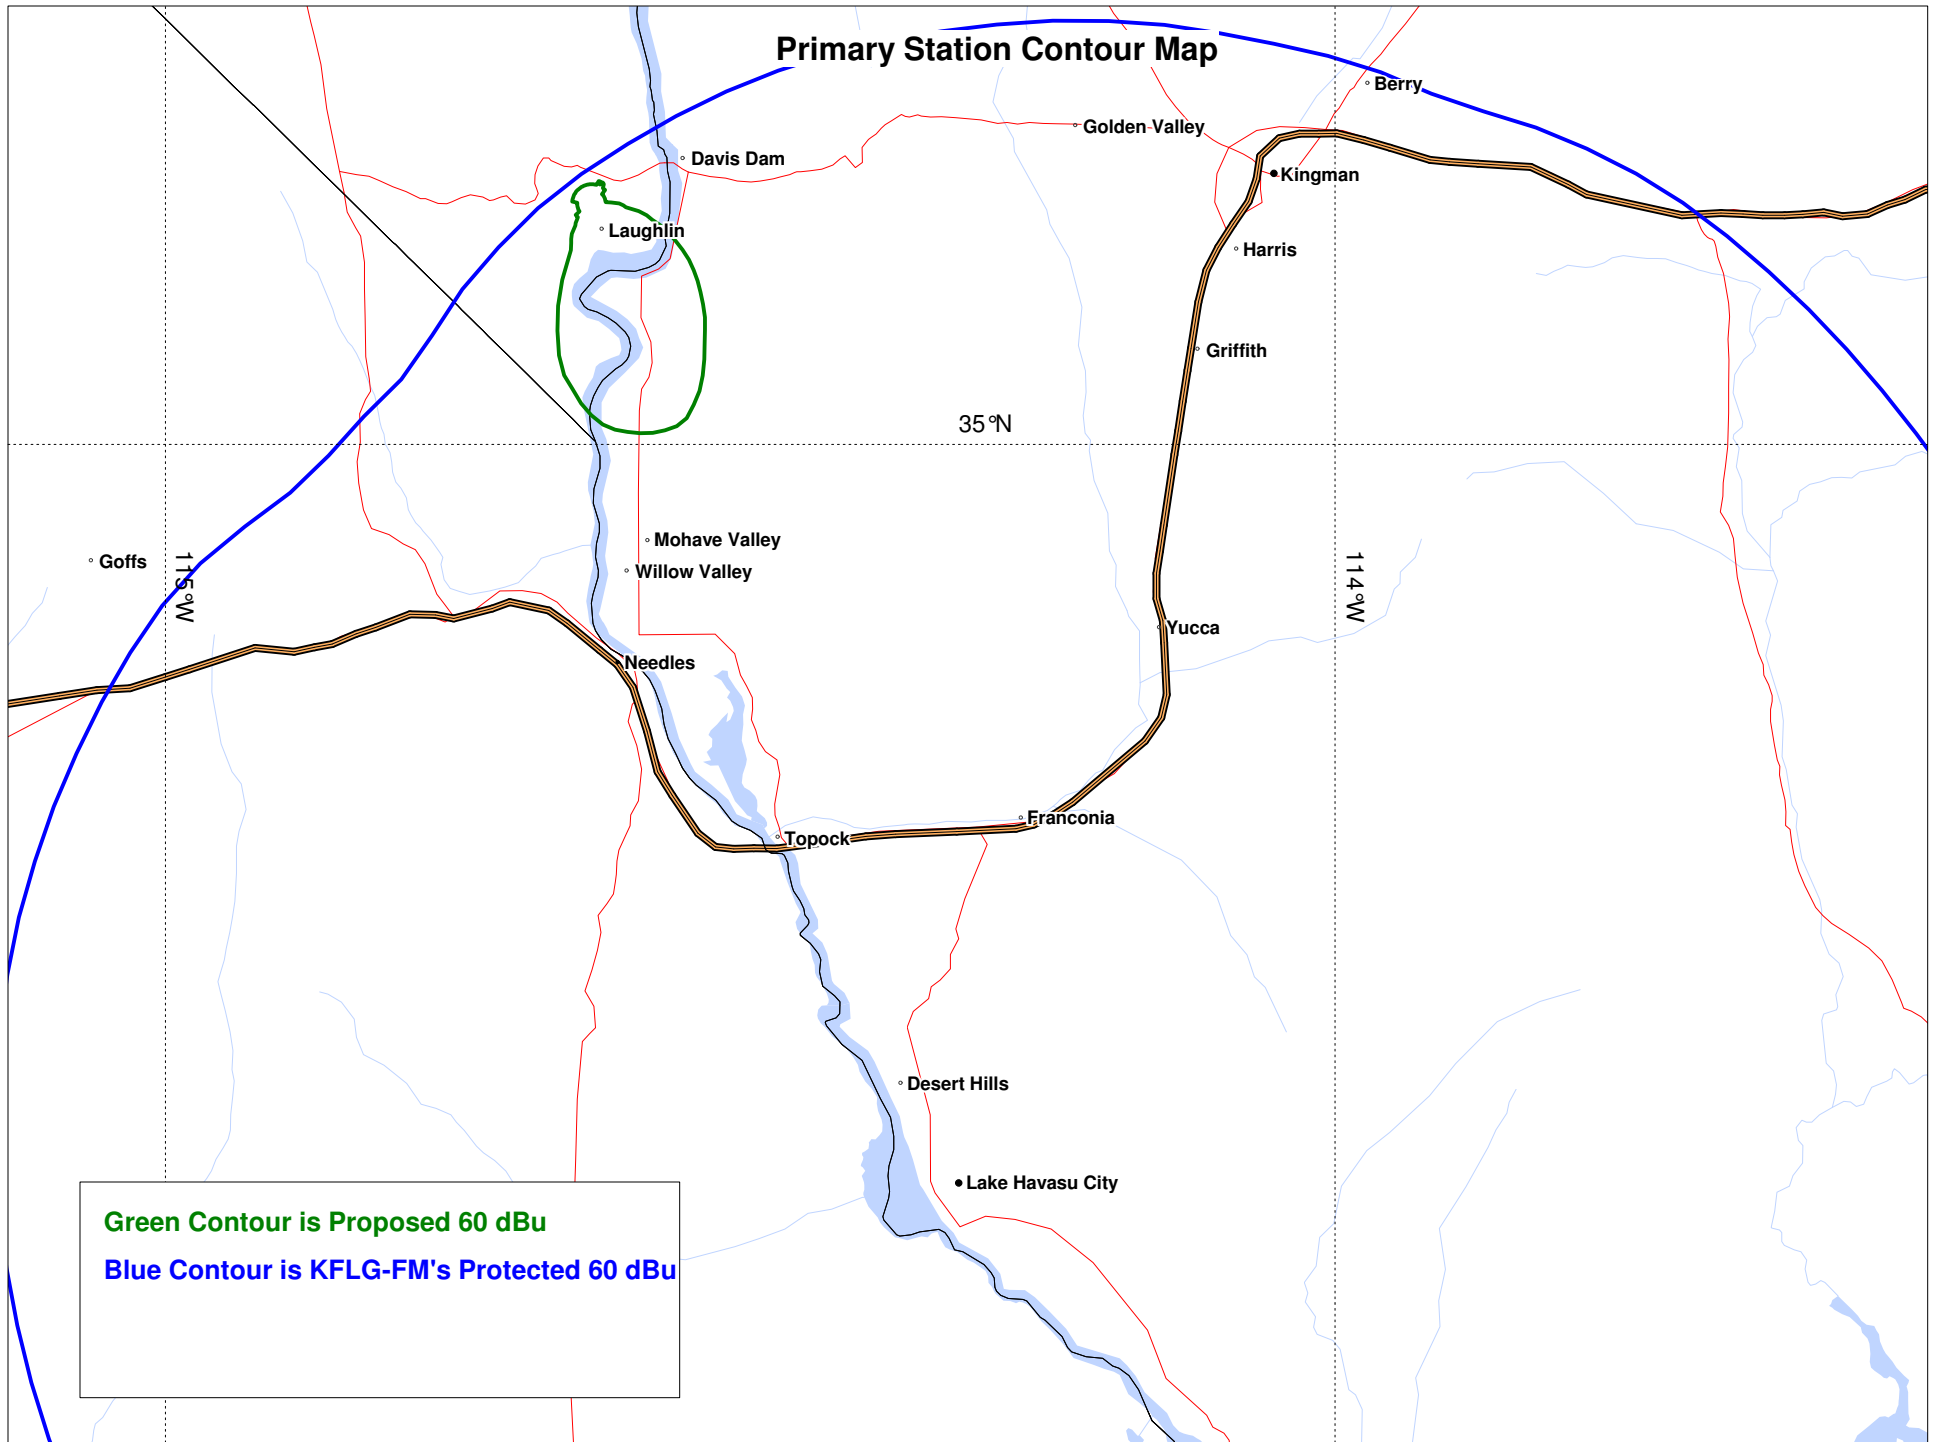 Primary Station Contour Map
Berry
Golden Valley
Davis Dam
Kingman
Laughlin
Harris
Griffith
35°N
Mohave Valley
Goffs
115°W
Willow Valley
114°W
Yucca
Needles
Franconia
Topock
Desert Hills
Lake Havasu City
Green Contour is Proposed 60 dBu
Blue Contour is KFLG-FM's Protected 60 dBu